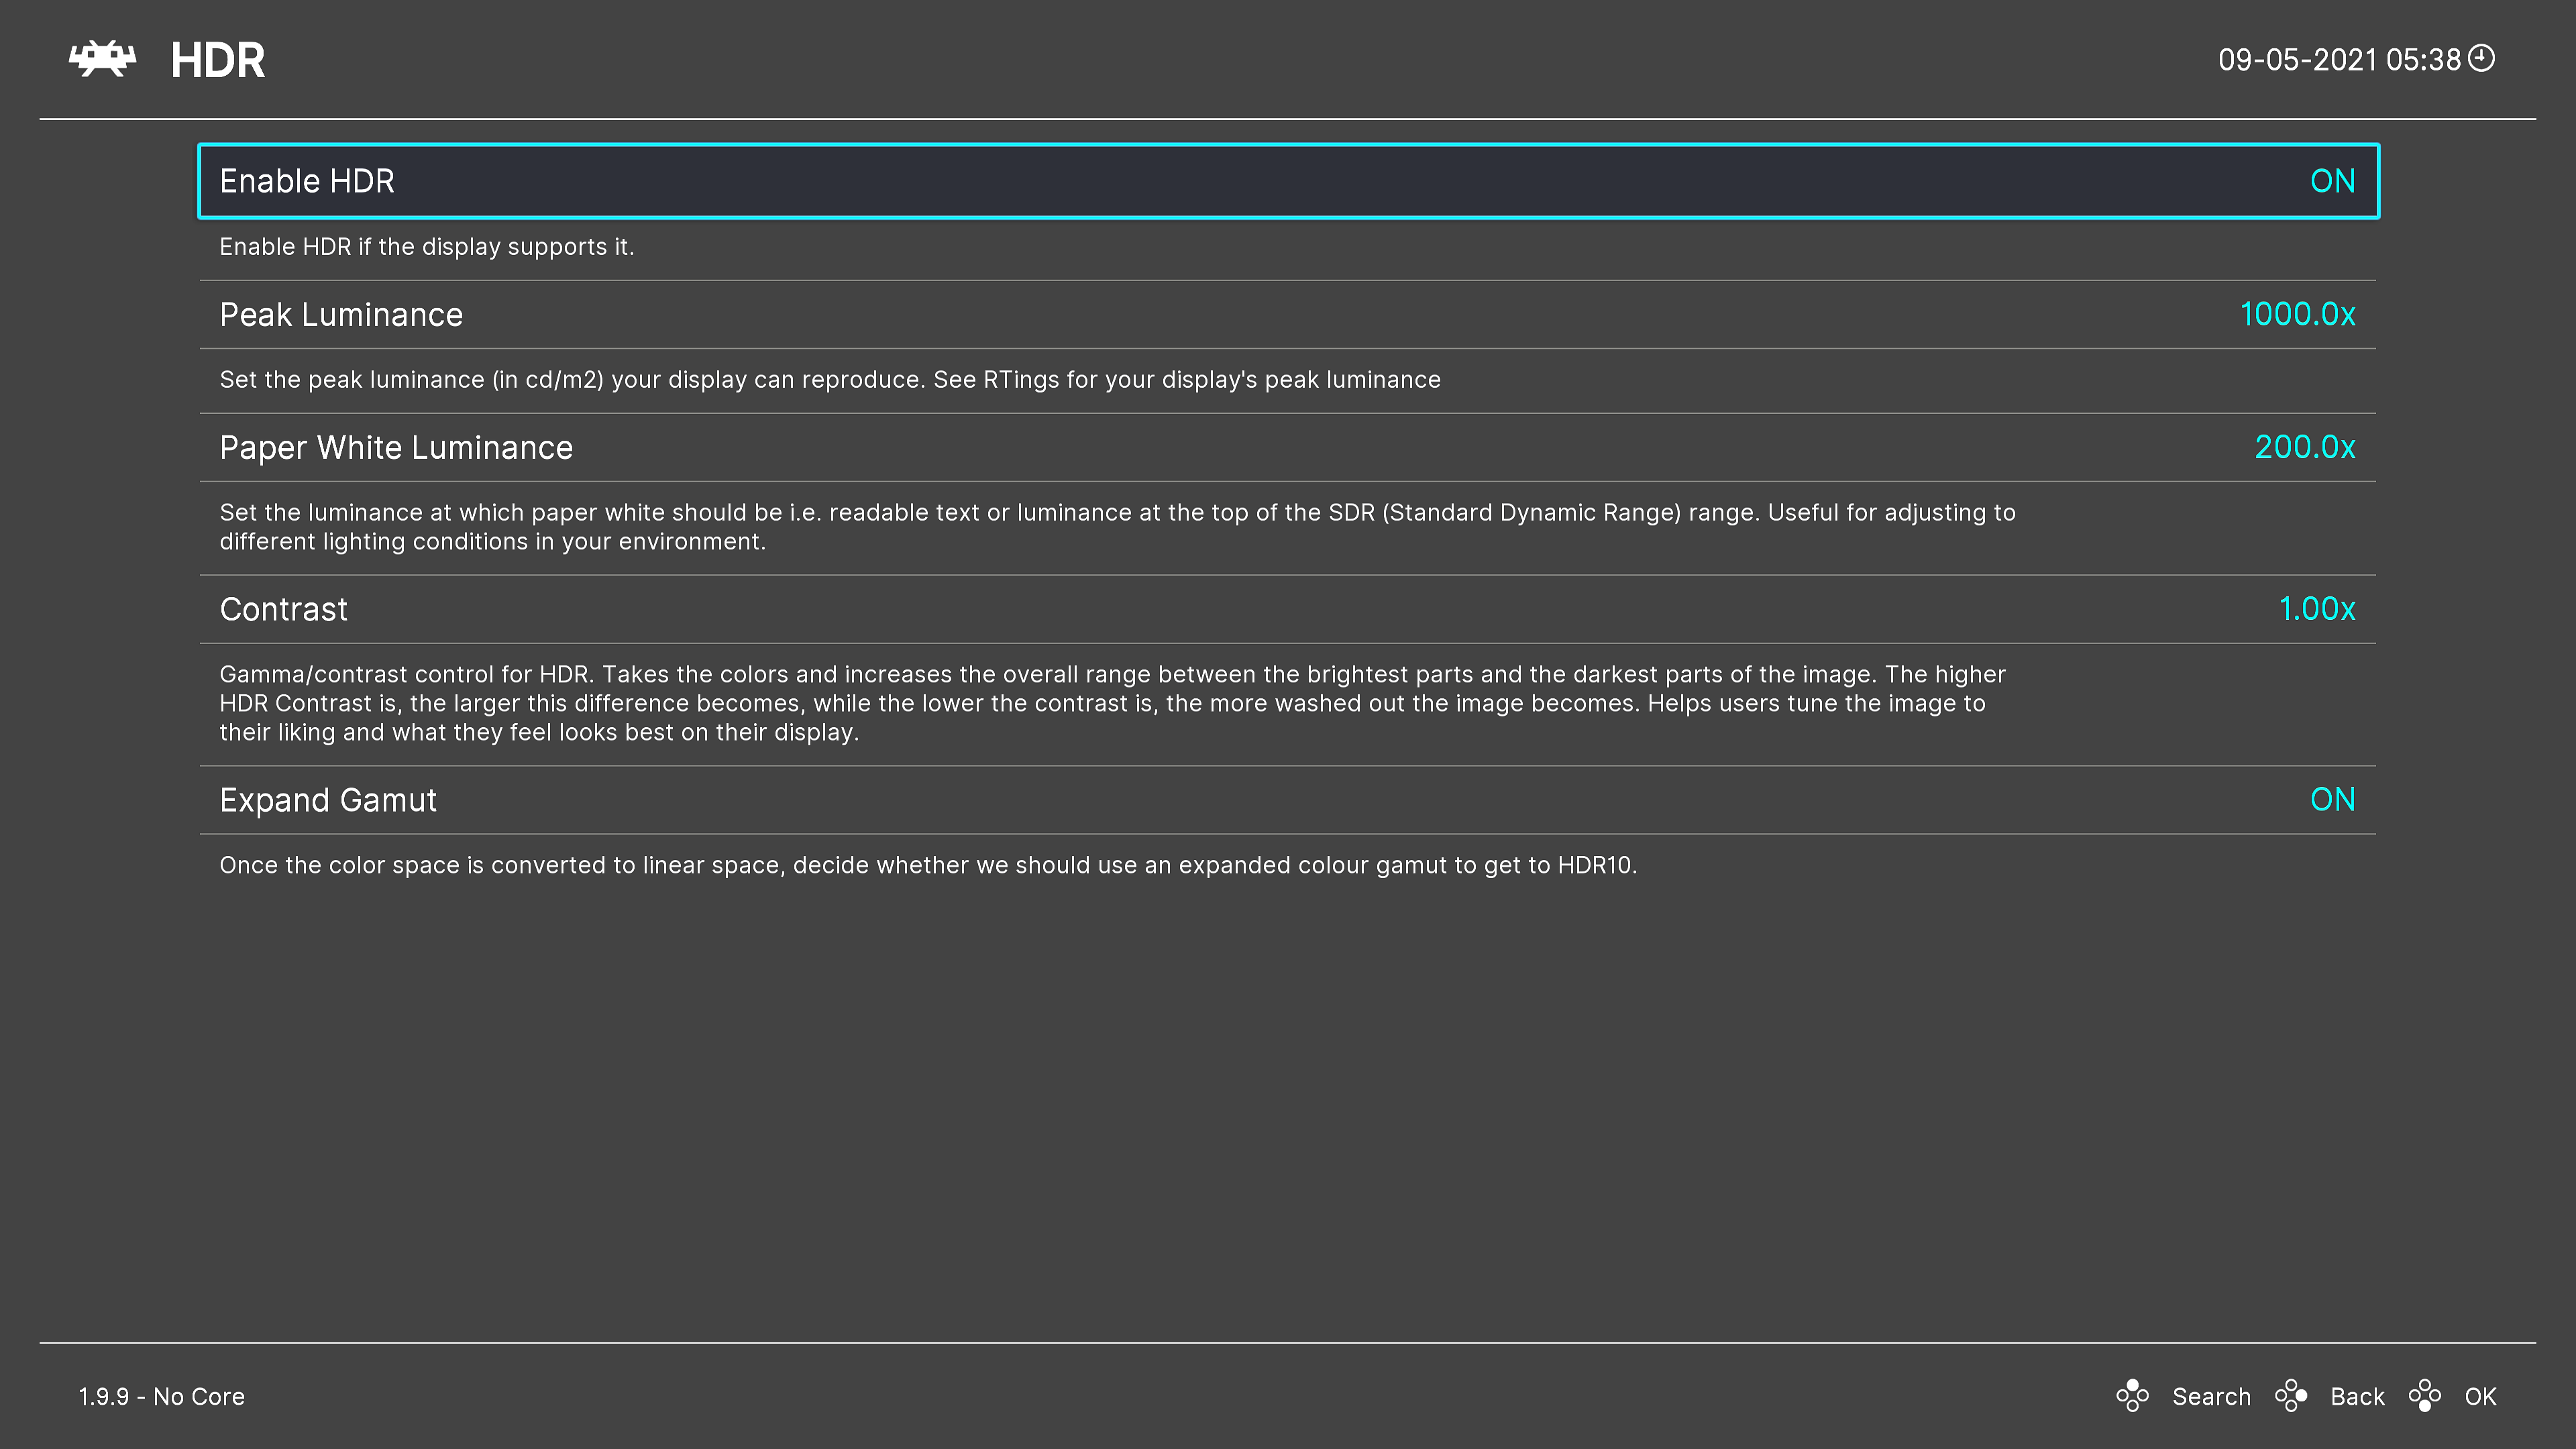 HDR
09-05-2021 05:38
Enable HDR ON
Enable HDR if the display supports it.
Peak Luminance 1000.0x
Set the peak luminance (in cd/m2) your display can reproduce. See RTings for your display's peak luminance
Paper White Luminance 200.0x
Set the luminance at which paper white should be i.e. readable text or luminance at the top of the SDR (Standard Dynamic Range) range. Useful for adjusting to
different lighting conditions in your environment.
Contrast 1.00x
Gamma/contrast control for HDR. Takes the colors and increases the overall range between the brightest parts and the darkest parts of the image. The higher
HDR Contrast is, the larger this difference becomes, while the lower the contrast is, the more washed out the image becomes. Helps users tune the image to
their liking and what they feel looks best on their display.
Expand Gamut ON
Once the color space is converted to linear space, decide whether we should use an expanded colour gamut to get to HDR10.
1.9.9 - No Core
Search Back OK